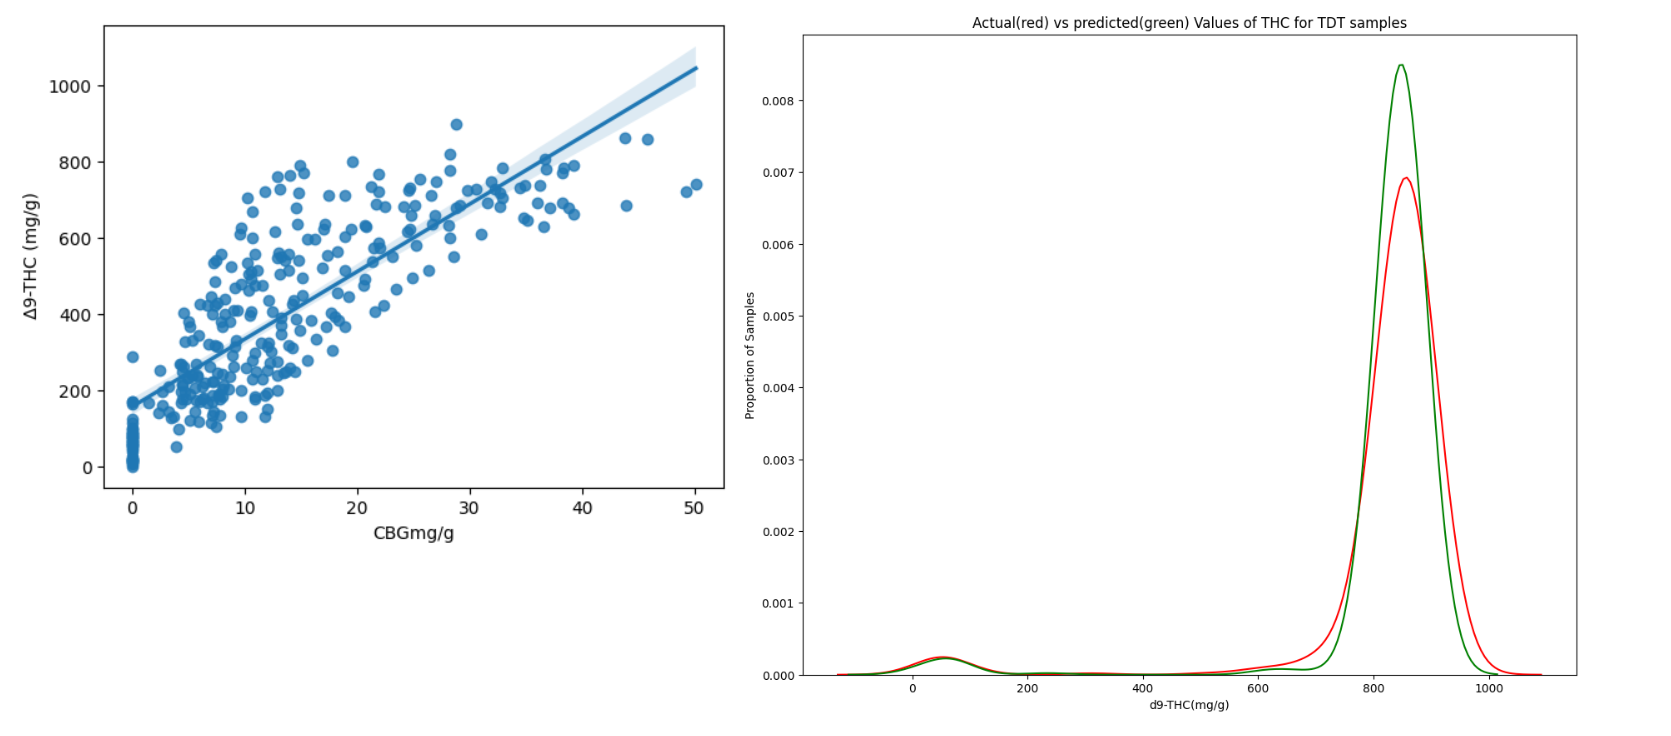 1000
800
600
400
200
0
Δ9-THC (mg/g)
0 10 20 30 40 50
CBGmg/g
Actual(red) vs predicted(green) Values of THC for TDT samples
0.008
0.007
0.006
0.005
0.004
0.003
0.002
0.001
0.000
Proportion of Samples
0 200 400 600 800 1000
d9-THC(mg/g)